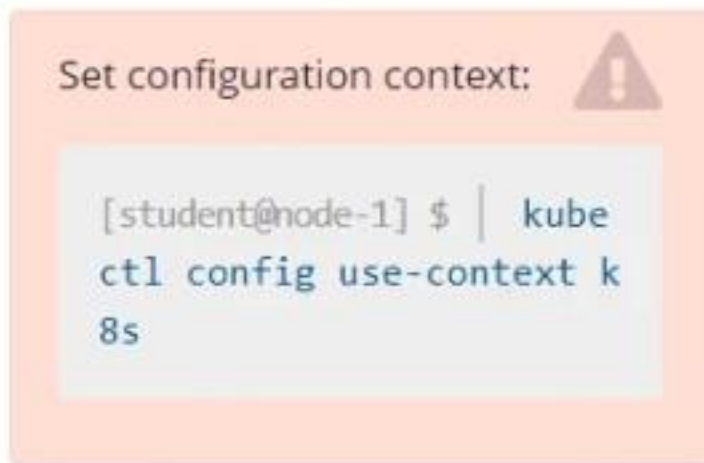 Set configuration context:
[student@node-1] $ | kube
ctl config use-context k
8s